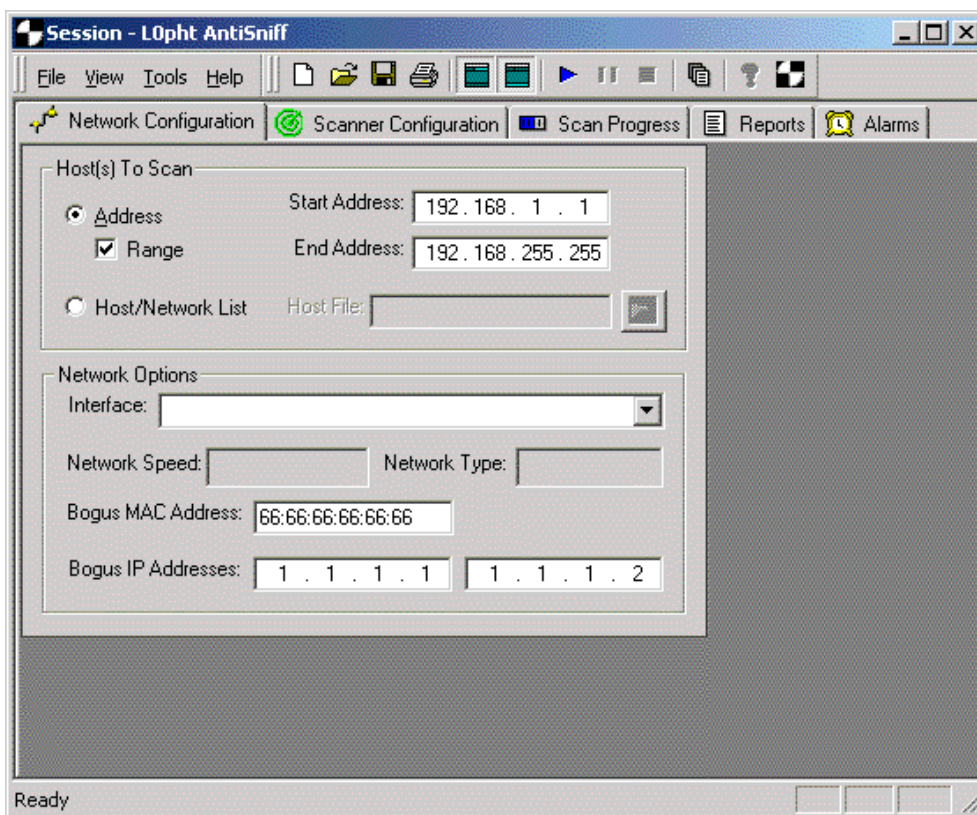 Session - L0pht AntiSniff
File View Tools Help
Network Configuration Scanner Configuration Scan Progress Reports Alarms
Host(s) To Scan
Address Start Address: 192 . 168 . 1 . 1
Range End Address: 192 . 168 . 255 . 255
Host/Network List Host File:
Network Options
Interface:
Network Speed: Network Type:
Bogus MAC Address: 66:66:66:66:66:66
Bogus IP Addresses: 1 . 1 . 1 . 1 1 . 1 . 1 . 2
Ready